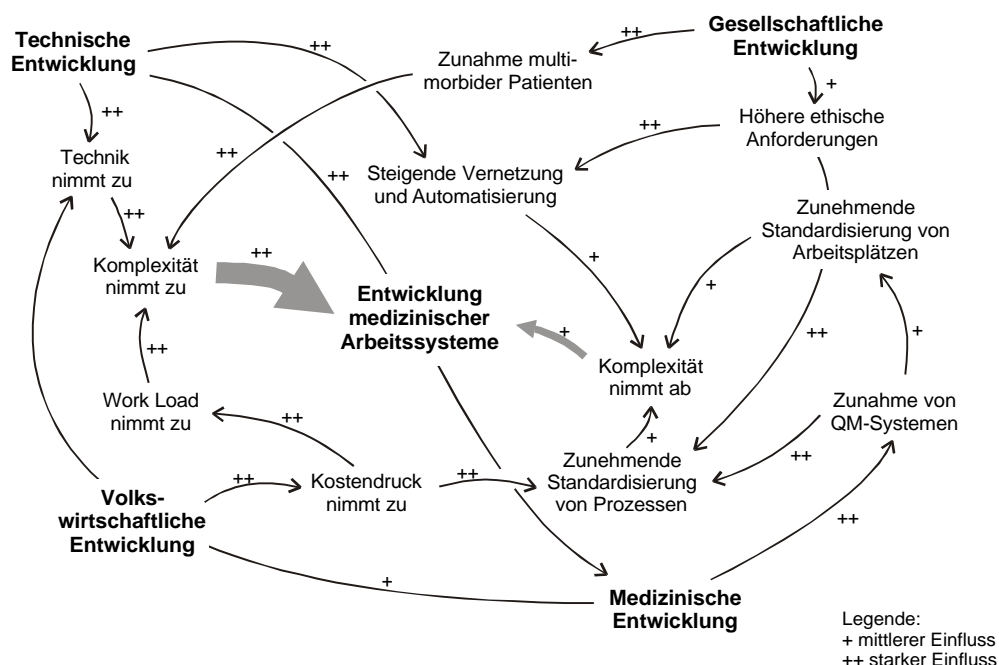 Technische
Entwicklung
++
Zunahme multi-
morbider Patienten
++
Gesellschaftliche
Entwicklung
+
Höhere ethische
Anforderungen
++
++
Technik
nimmt zu
++
++
Steigende Vernetzung
und Automatisierung
++
Zunehmende
Standardisierung von
Arbeitsplätzen
++
Komplexität
nimmt zu
++
+
+
Entwicklung
medizinischer
Arbeitssysteme
+
Komplexität
nimmt ab
++
+
++
Work Load
nimmt zu
++
Zunahme von
QM-Systemen
+
++
Kostendruck
nimmt zu
++
++
Zunehmende
Standardisierung
von Prozessen
++
Volks-
wirtschaftliche
Entwicklung
++
+
Medizinische
Entwicklung
Legende:
+ mittlerer Einfluss
++ starker Einfluss